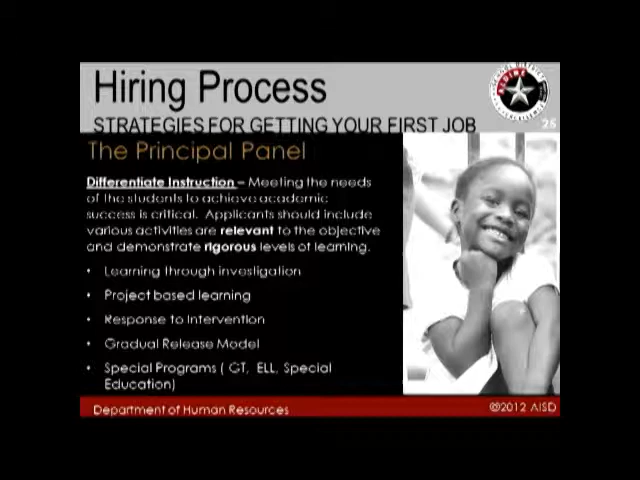 Hiring Process
STRATEGIES FOR GETTING YOUR FIRST JOB
25
The Principal Panel
Differentiate Instruction – Meeting the needs
of the students to achieve academic
success is critical. Applicants should include
various activities are relevant to the objective
and demonstrate rigorous levels of learning.
• Learning through investigation
• Project based learning
• Response to Intervention
• Gradual Release Model
• Special Programs ( GT, ELL, Special
Education)
Department of Human Resources
©2012 AISD